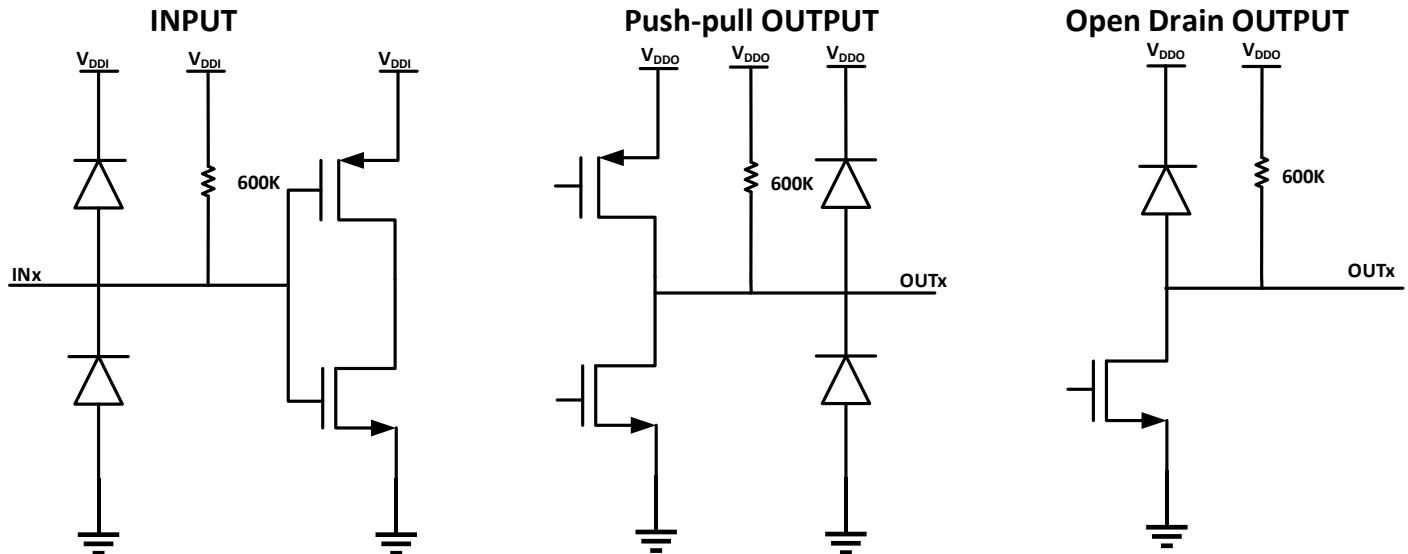 INPUT
Push-pull OUTPUT
Open Drain OUTPUT
VDDI
VDDI
VDDI
VDDO
VDDO
VDDO
VDDO
VDDO
600K
600K
600K
INx
OUTx
OUTx